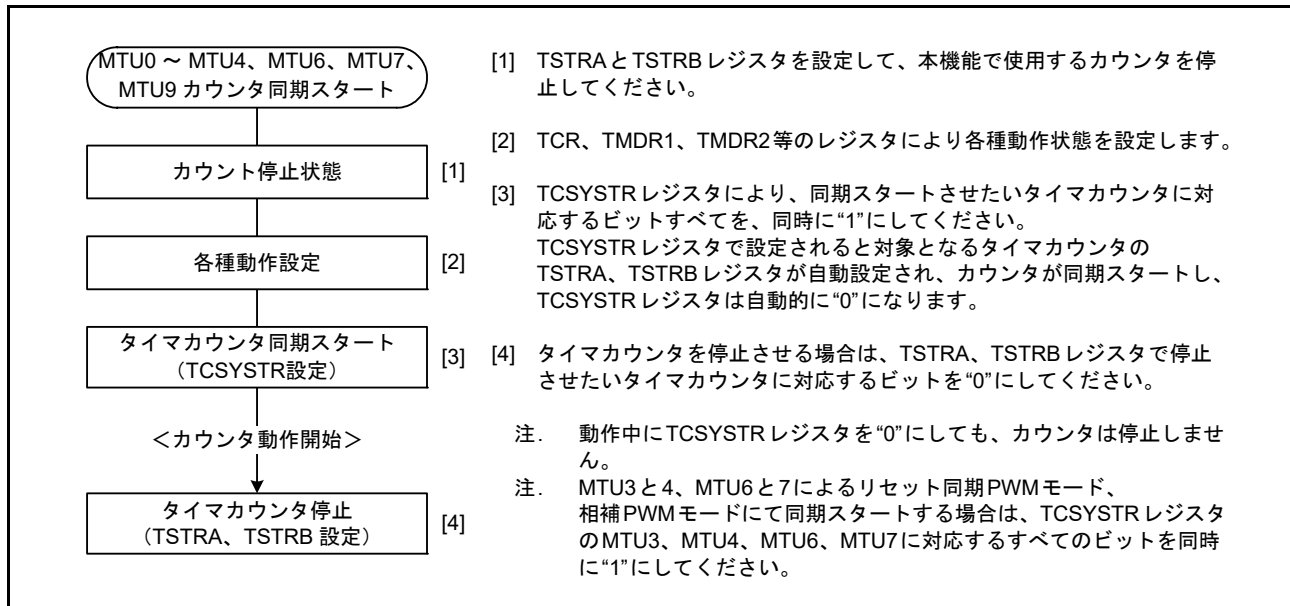 MTU0 ～ MTU4、MTU6、MTU7、
MTU9 カウンタ同期スタート
カウント停止状態
[1]
各種動作設定
[2]
タイマカウンタ同期スタート
（TCSYSTR設定）
[3]
＜カウンタ動作開始＞
タイマカウンタ停止
（TSTRA、TSTRB 設定）
[4]
[1] TSTRAとTSTRBレジスタを設定して、本機能で使用するカウンタを停
止してください。
[2] TCR、TMDR1、TMDR2等のレジスタにより各種動作状態を設定します。
[3] TCSYSTRレジスタにより、同期スタートさせたいタイマカウンタに対
応するビットすべてを、同時に“1”にしてください。
TCSYSTRレジスタで設定されると対象となるタイマカウンタの
TSTRA、TSTRBレジスタが自動設定され、カウンタが同期スタートし、
TCSYSTRレジスタは自動的に“0”になります。
[4] タイマカウンタを停止させる場合は、TSTRA、TSTRBレジスタで停止
させたいタイマカウンタに対応するビットを“0”にしてください。
注. 動作中にTCSYSTRレジスタを“0”にしても、カウンタは停止しませ
ん。
注. MTU3と4、MTU6と7によるリセット同期PWMモード、
相補PWMモードにて同期スタートする場合は、TCSYSTRレジスタ
のMTU3、MTU4、MTU6、MTU7に対応するすべてのビットを同時
に“1”にしてください。